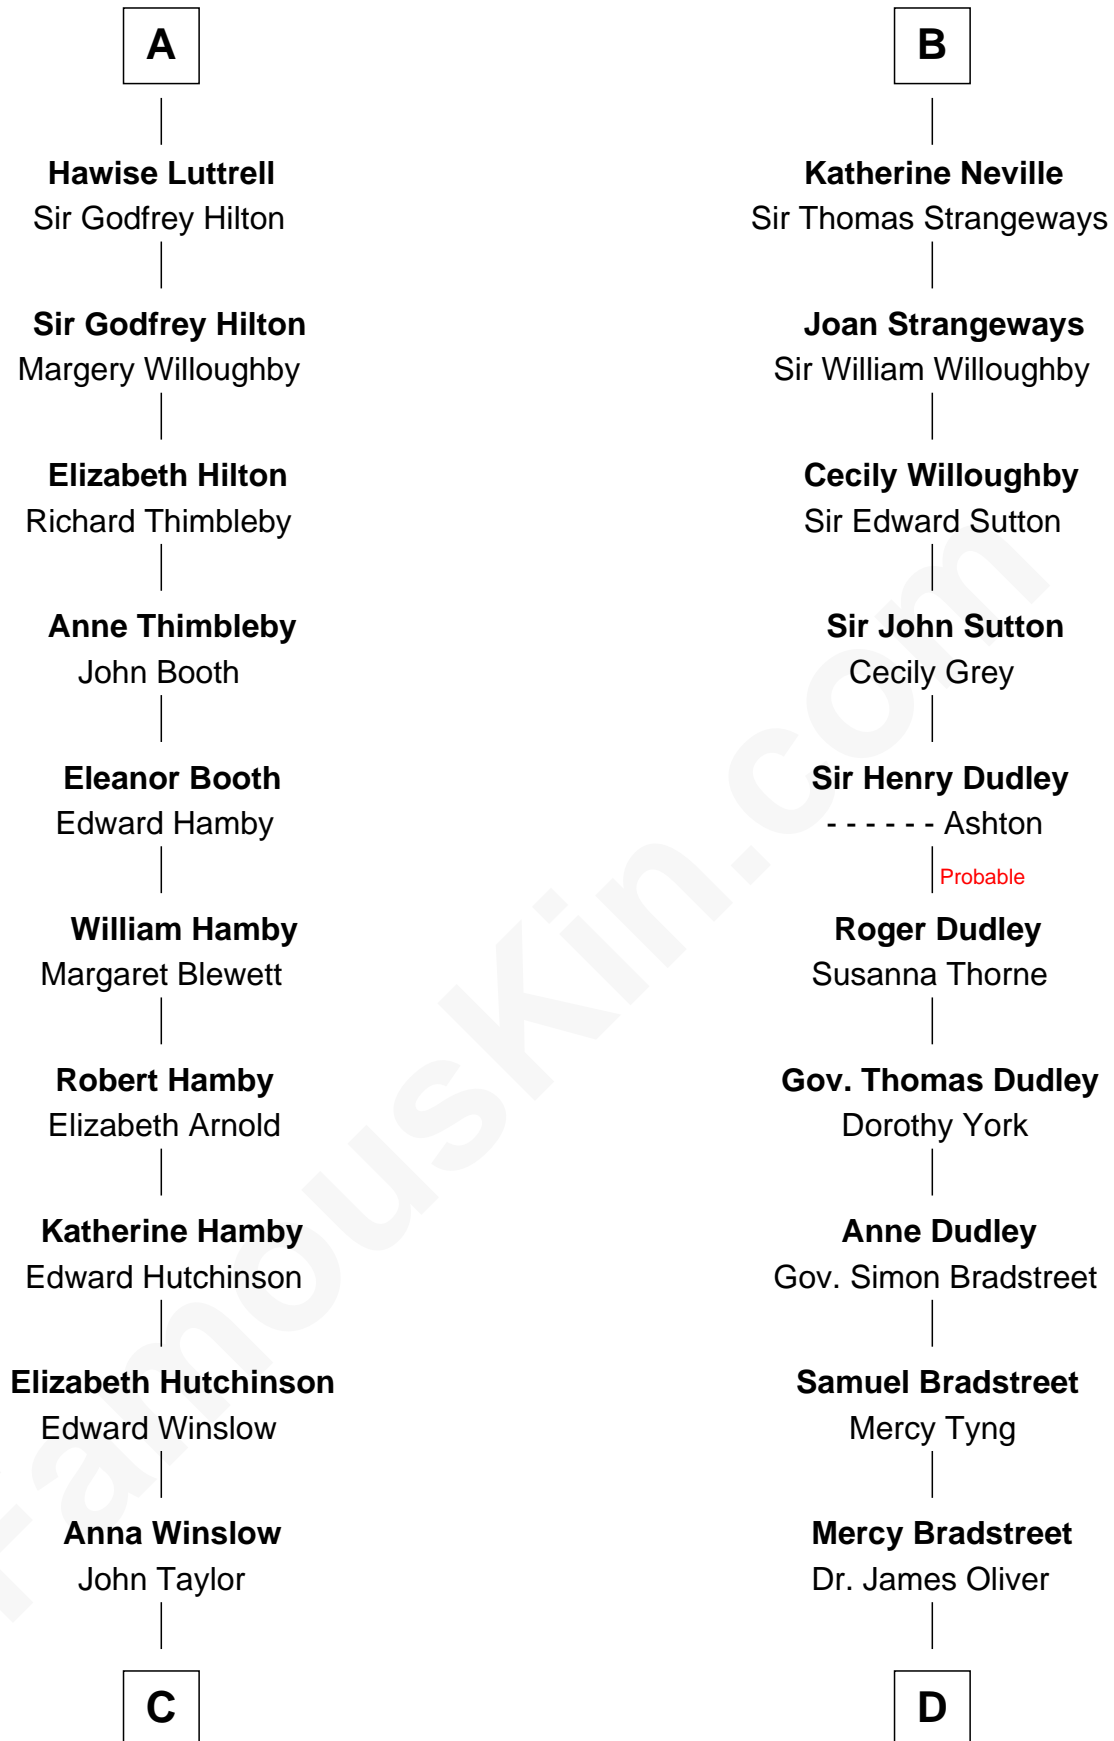 A
Hawise Luttrell
Sir Godfrey Hilton
Sir Godfrey Hilton
Margery Willoughby
Elizabeth Hilton
Richard Thimbleby
Anne Thimbleby
John Booth
Eleanor Booth
Edward Hamby
William Hamby
Margaret Blewett
Robert Hamby
Elizabeth Arnold
Katherine Hamby
Edward Hutchinson
Elizabeth Hutchinson
Edward Winslow
Anna Winslow
John Taylor
C
B
Katherine Neville
Sir Thomas Strangeways
Joan Strangeways
Sir William Willoughby
Cecily Willoughby
Sir Edward Sutton
Sir John Sutton
Cecily Grey
Sir Henry Dudley
- - - - - - Ashton
Probable
Roger Dudley
Susanna Thorne
Gov. Thomas Dudley
Dorothy York
Anne Dudley
Gov. Simon Bradstreet
Samuel Bradstreet
Mercy Tyng
Mercy Bradstreet
Dr. James Oliver
D
FamousKin.com